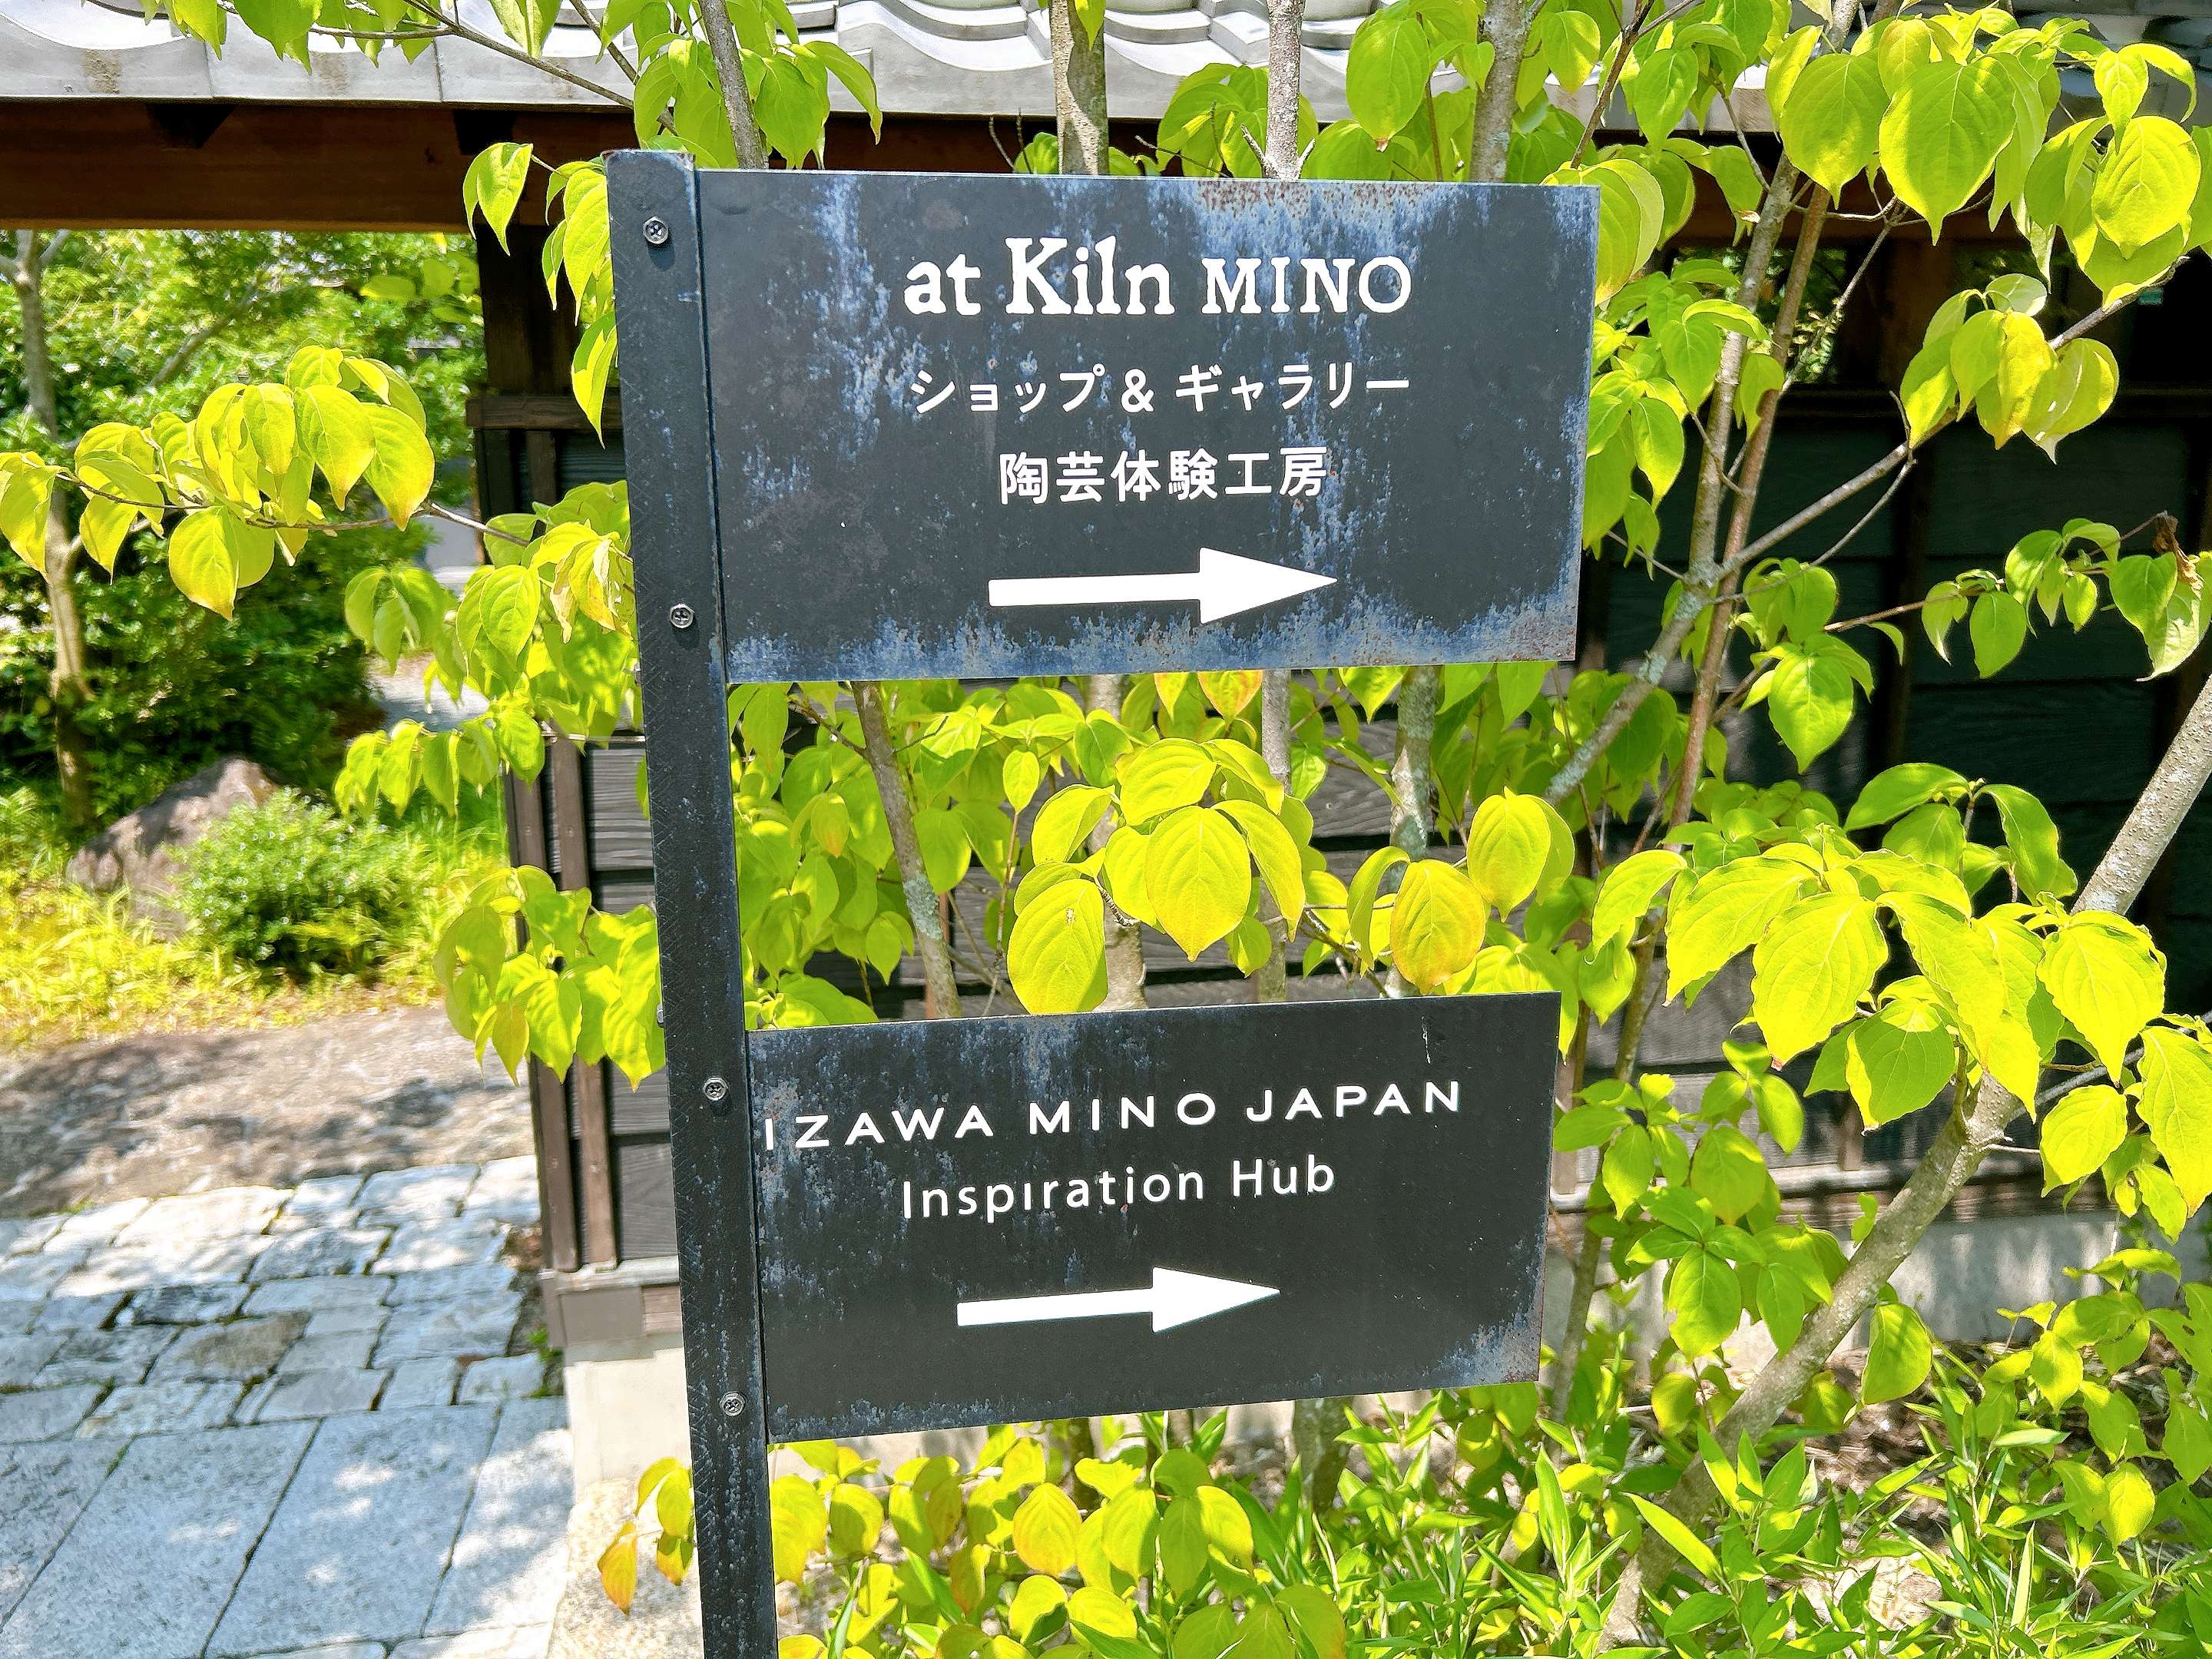 at Kiln MINO
ショップ & ギャラリー
陶芸体験工房
IZAWA MINO JAPAN
Inspiration Hub